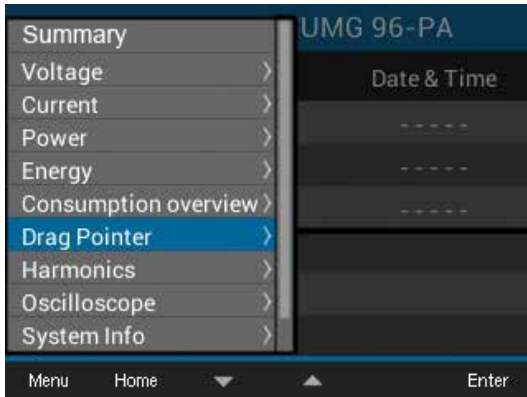 Summary
UMG 96-PA
Voltage
Date & Time
Current
Power
- - - - -
Energy
- - - - -
Consumption overview
- - - - -
Drag Pointer
Harmonics
Oscilloscope
System Info
Menu Home Enter